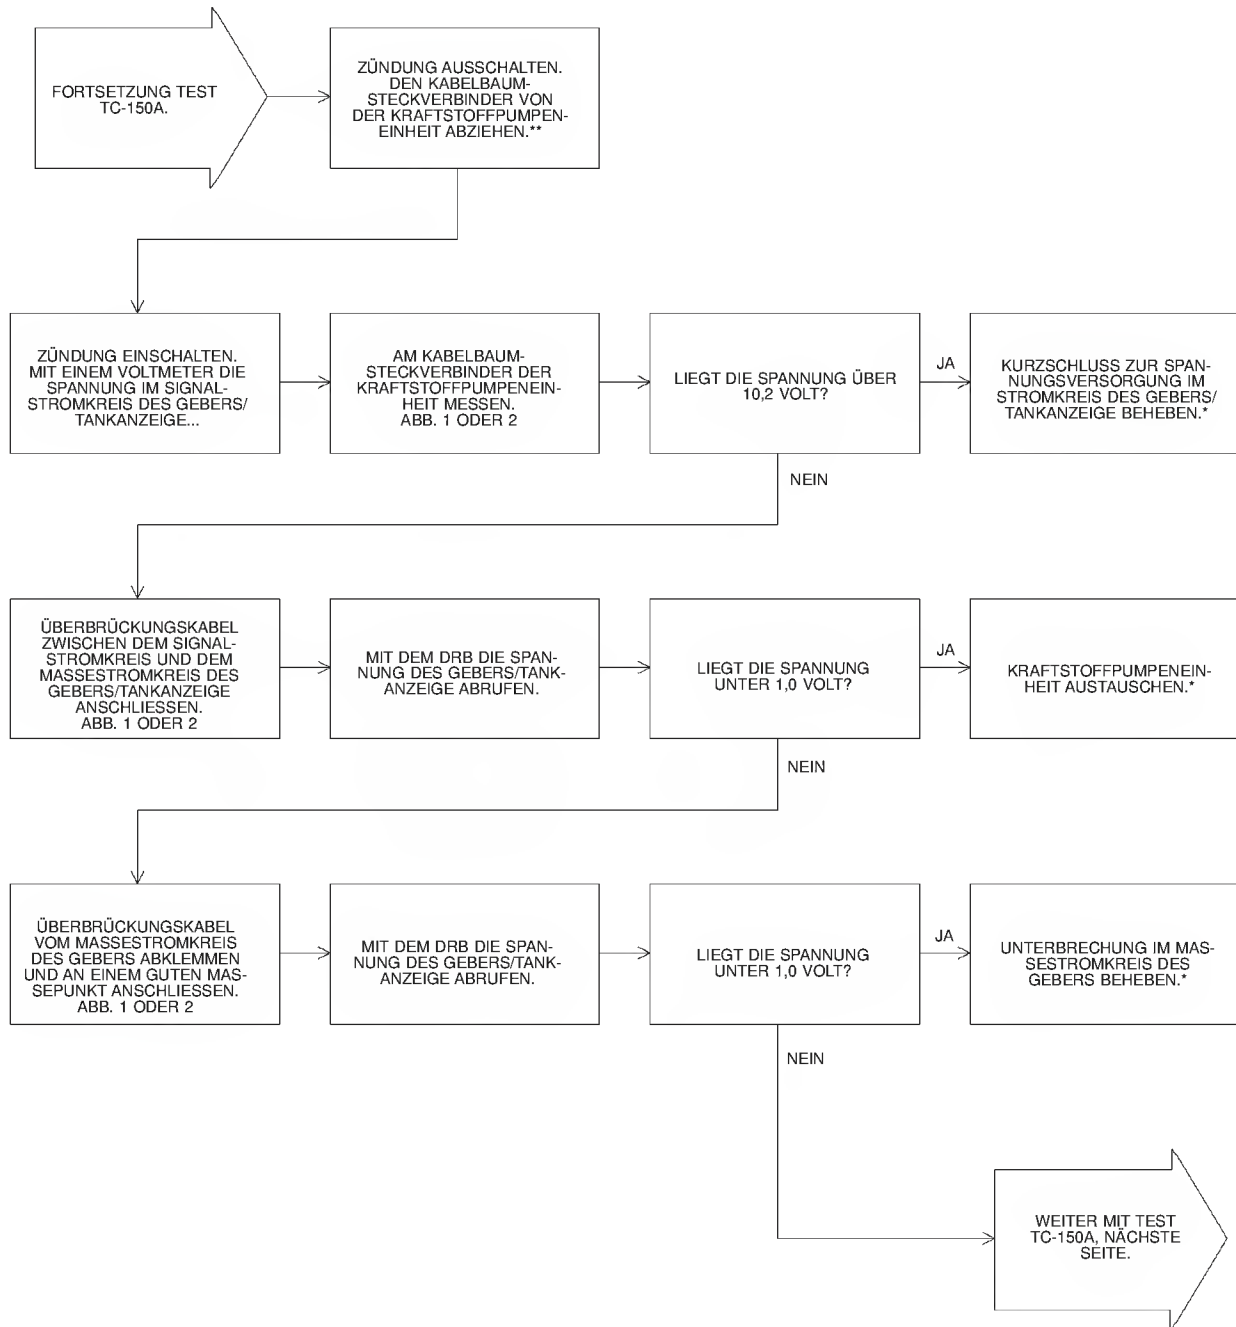 FORTSETZUNG TEST
TC-150A.
ZÜNDUNG AUSSCHALTEN.
DEN KABELBAUM-
STECKVERBINDER VON
DER KRAFTSTOFFPUMPEN-
EINHEIT ABZIEHEN.**
ZÜNDUNG EINSCHALTEN.
MIT EINEM VOLTMETER DIE
SPANNUNG IM SIGNAL-
STROMKREIS DES GEBERS/
TANKANZEIGE...
AM KABELBAUM-
STECKVERBINDER DER
KRAFTSTOFFPUMPENEIN-
HEIT MESSEN.
ABB. 1 ODER 2
LIEGT DIE SPANNUNG ÜBER
10,2 VOLT?
JA
KURZSCHLUSS ZUR SPAN-
NUNGSVERSORGUNG IM
STROMKREIS DES GEBERS/
TANKANZEIGE BEHEBEN.*
NEIN
ÜBERBRÜCKUNGSKABEL
ZWISCHEN DEM SIGNAL-
STROMKREIS UND DEM
MASSESTROMKREIS DES
GEBERS/TANKANZEIGE
ANSCHLIESSEN.
ABB. 1 ODER 2
MIT DEM DRB DIE SPAN-
NUNG DES GEBERS/TANK-
ANZEIGE ABRUFEN.
LIEGT DIE SPANNUNG
UNTER 1,0 VOLT?
JA
KRAFTSTOFFPUMPENEIN-
HEIT AUSTAUSCHEN.*
NEIN
ÜBERBRÜCKUNGSKABEL
VOM MASSESTROMKREIS
DES GEBERS ABKLEMMEN
UND AN EINEM GUTEN MAS-
SEPUNKT ANSCHLIESSEN.
ABB. 1 ODER 2
MIT DEM DRB DIE SPAN-
NUNG DES GEBERS/TANK-
ANZEIGE ABRUFEN.
LIEGT DIE SPANNUNG
UNTER 1,0 VOLT?
JA
UNTERBRECHUNG IM MAS-
SESTROMKREIS DES
GEBERS BEHEBEN.*
NEIN
WEITER MIT TEST
TC-150A, NÄCHSTE
SEITE.